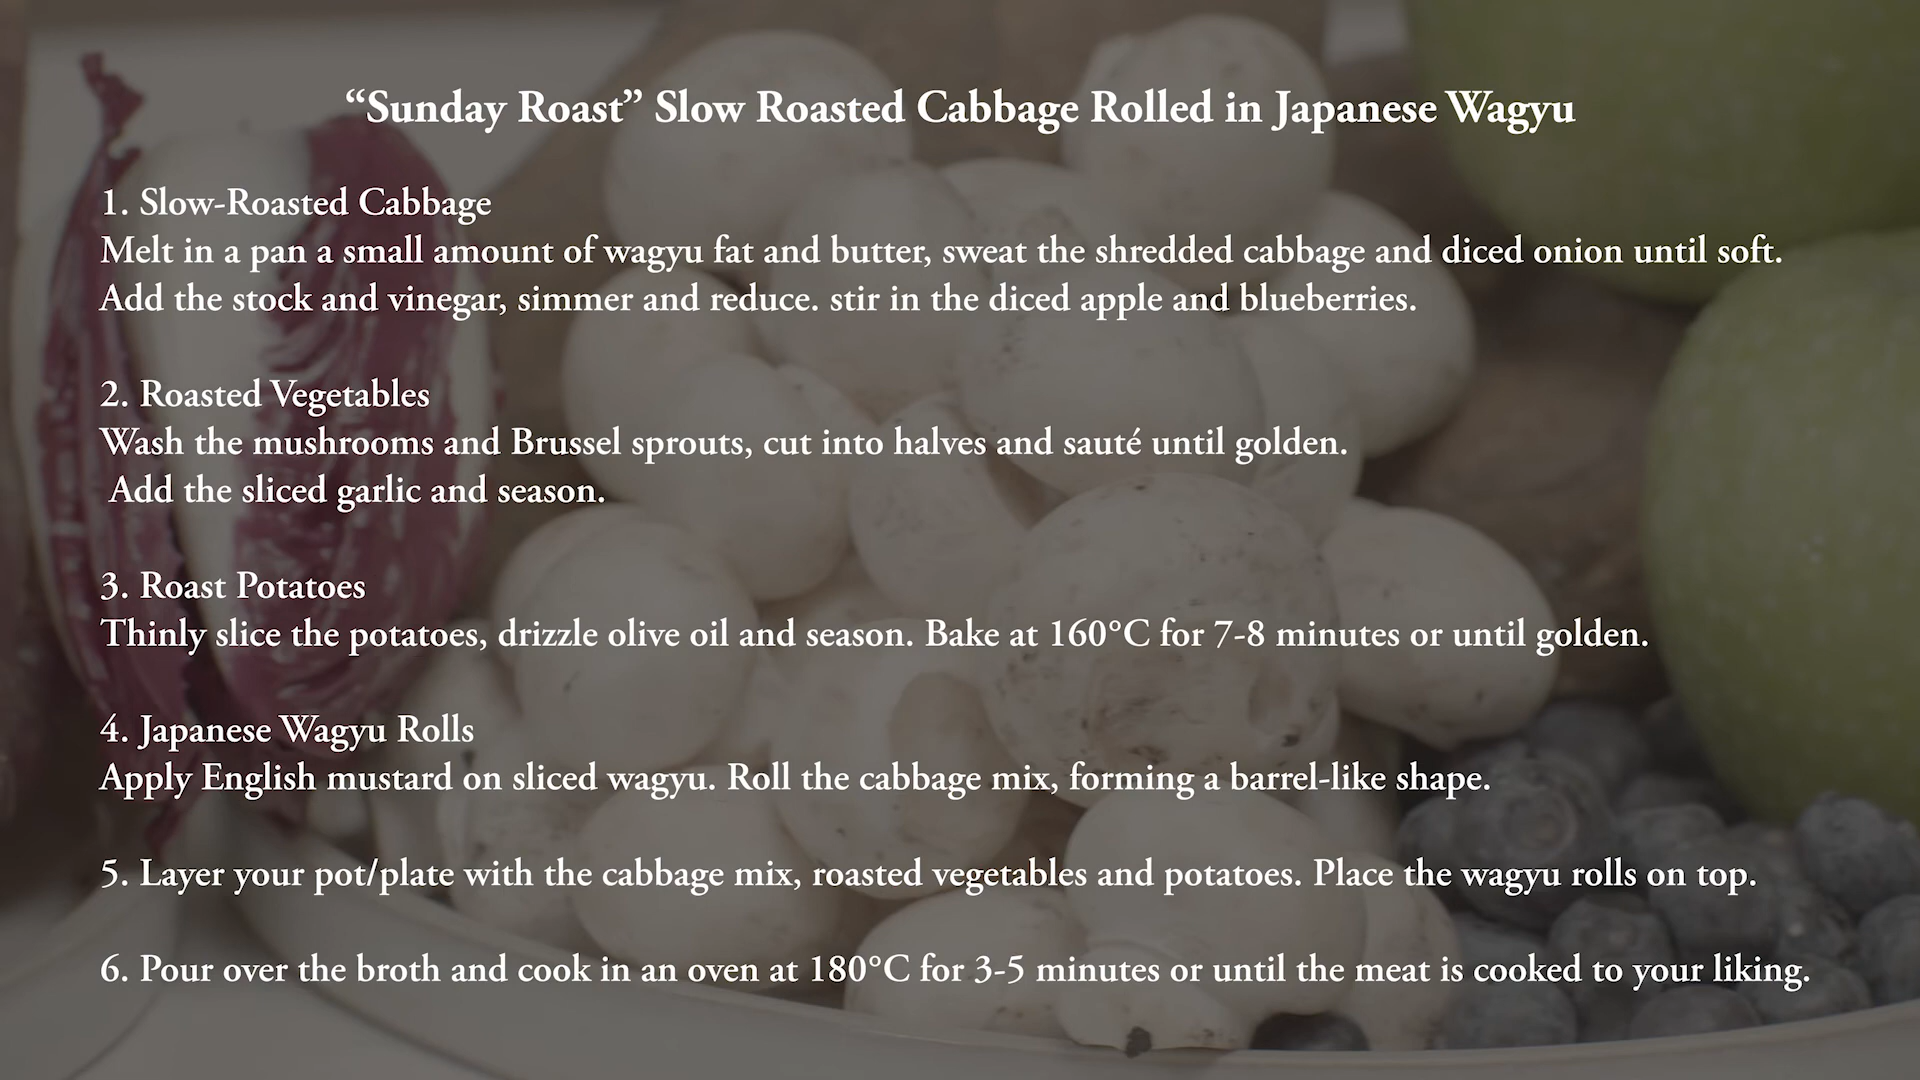 “Sunday Roast” Slow Roasted Cabbage Rolled in Japanese Wagyu
1. Slow-Roasted Cabbage
Melt in a pan a small amount of wagyu fat and butter, sweat the shredded cabbage and diced onion until soft.
Add the stock and vinegar, simmer and reduce. stir in the diced apple and blueberries.
2. Roasted Vegetables
Wash the mushrooms and Brussel sprouts, cut into halves and sauté until golden.
Add the sliced garlic and season.
3. Roast Potatoes
Thinly slice the potatoes, drizzle olive oil and season. Bake at 160°C for 7-8 minutes or until golden.
4. Japanese Wagyu Rolls
Apply English mustard on sliced wagyu. Roll the cabbage mix, forming a barrel-like shape.
5. Layer your pot/plate with the cabbage mix, roasted vegetables and potatoes. Place the wagyu rolls on top.
6. Pour over the broth and cook in an oven at 180°C for 3-5 minutes or until the meat is cooked to your liking.